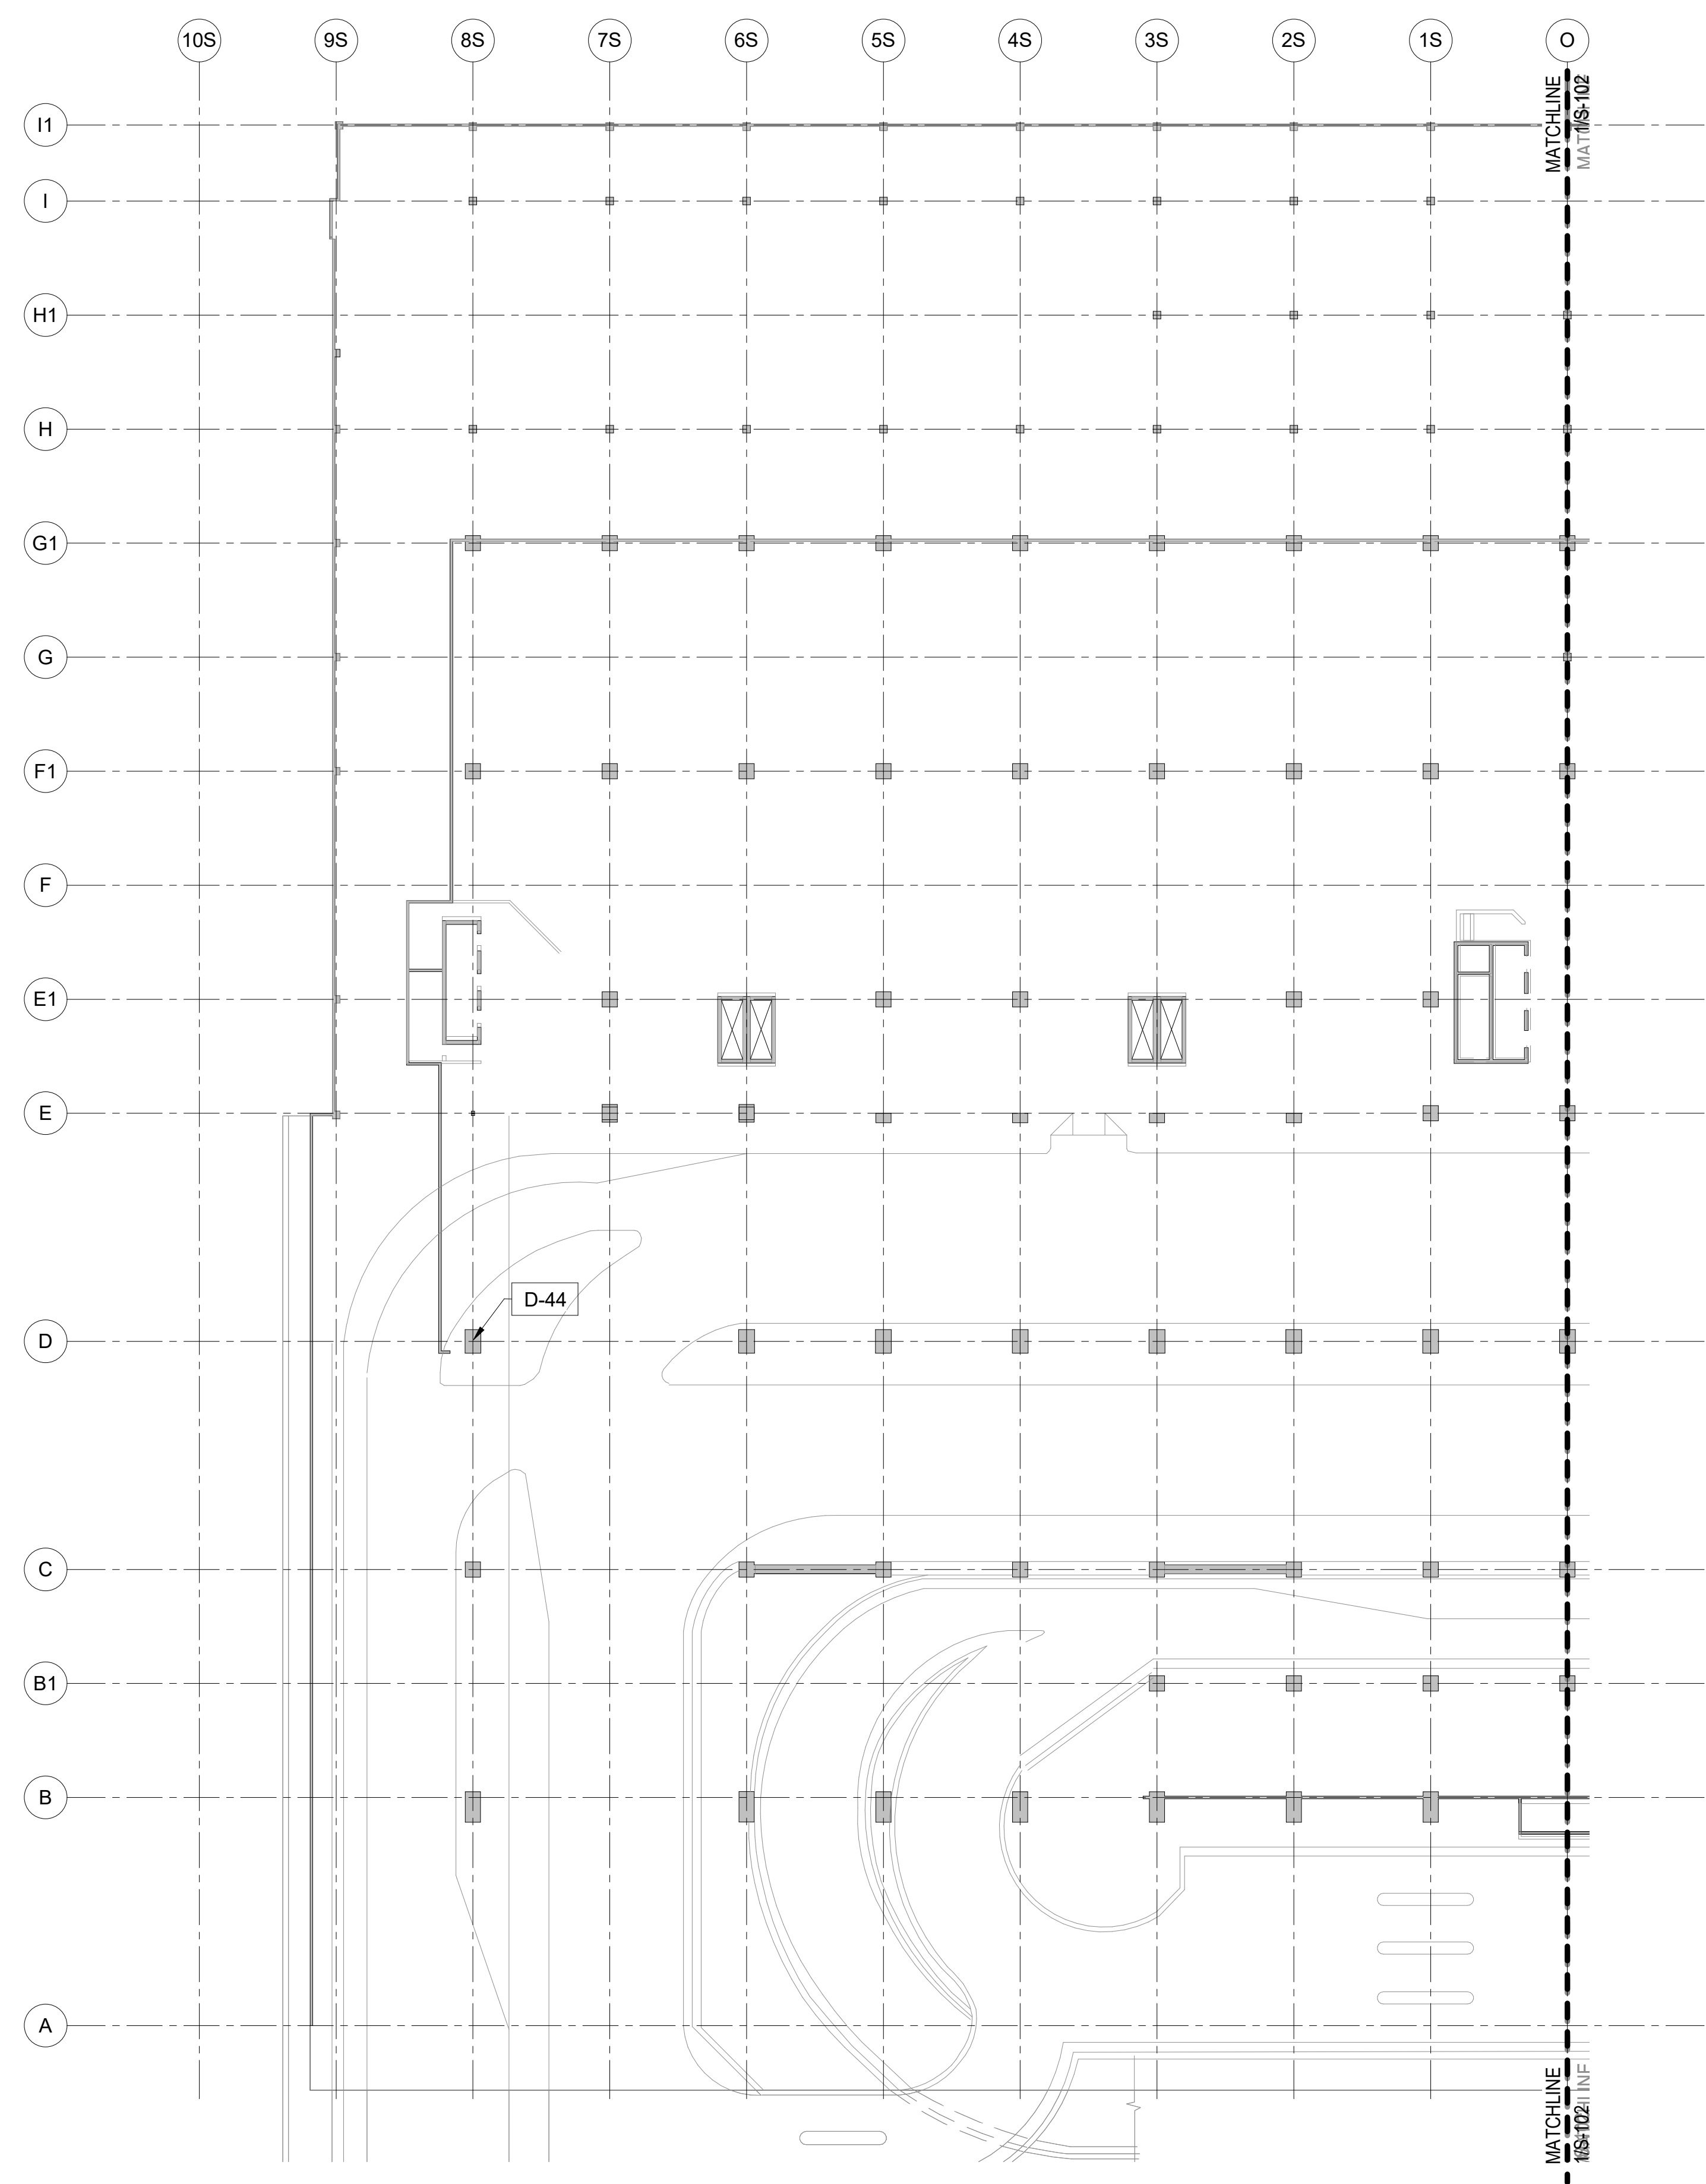 10S
9S
8S
7S
6S
5S
4S
3S
2S
1S
O
MATCHLINE
1/S-102
I1
I
H1
H
G1
G
F1
F
E1
E
D-44
D
C
B1
B
A
MATCHLINE
1/S-102